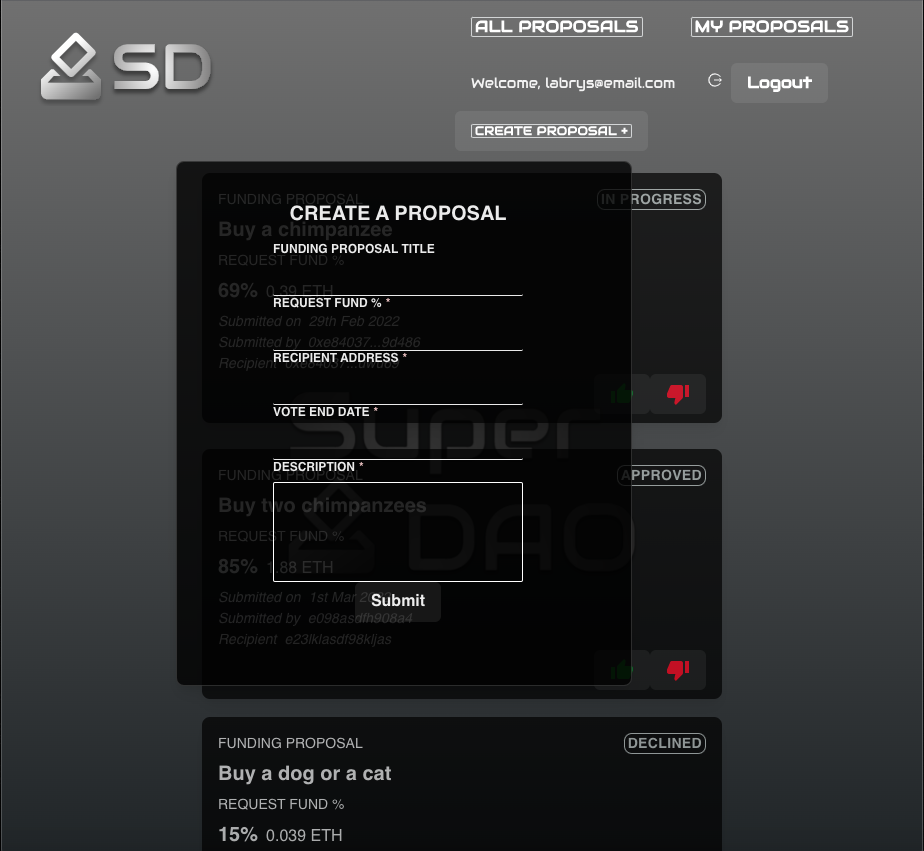 ALL PROPOSALS
MY PROPOSALS
SD
Welcome, labrys@email.com
Logout
CREATE PROPOSAL +
FUNDING PROPOSAL
IN PROGRESS
CREATE A PROPOSAL
Buy a chimpanzee
FUNDING PROPOSAL TITLE
REQUEST FUND %
69% 0.39 ETH
REQUEST FUND % *
Submitted on 29th Feb 2022
Submitted by 0xe84037...9d486
RECIPIENT ADDRESS *
Recipient
VOTE END DATE *
Super
DESCRIPTION *
FUNDING PROPOSAL
APPROVED
Buy two chimpanzees
REQUEST FUND %
DAO
85% 1.88 ETH
Submitted on 1st Mar
Submit
Submitted by e098asdfh908a4
Recipient e23lklasdf98kljas
FUNDING PROPOSAL
DECLINED
Buy a dog or a cat
REQUEST FUND %
15% 0.039 ETH